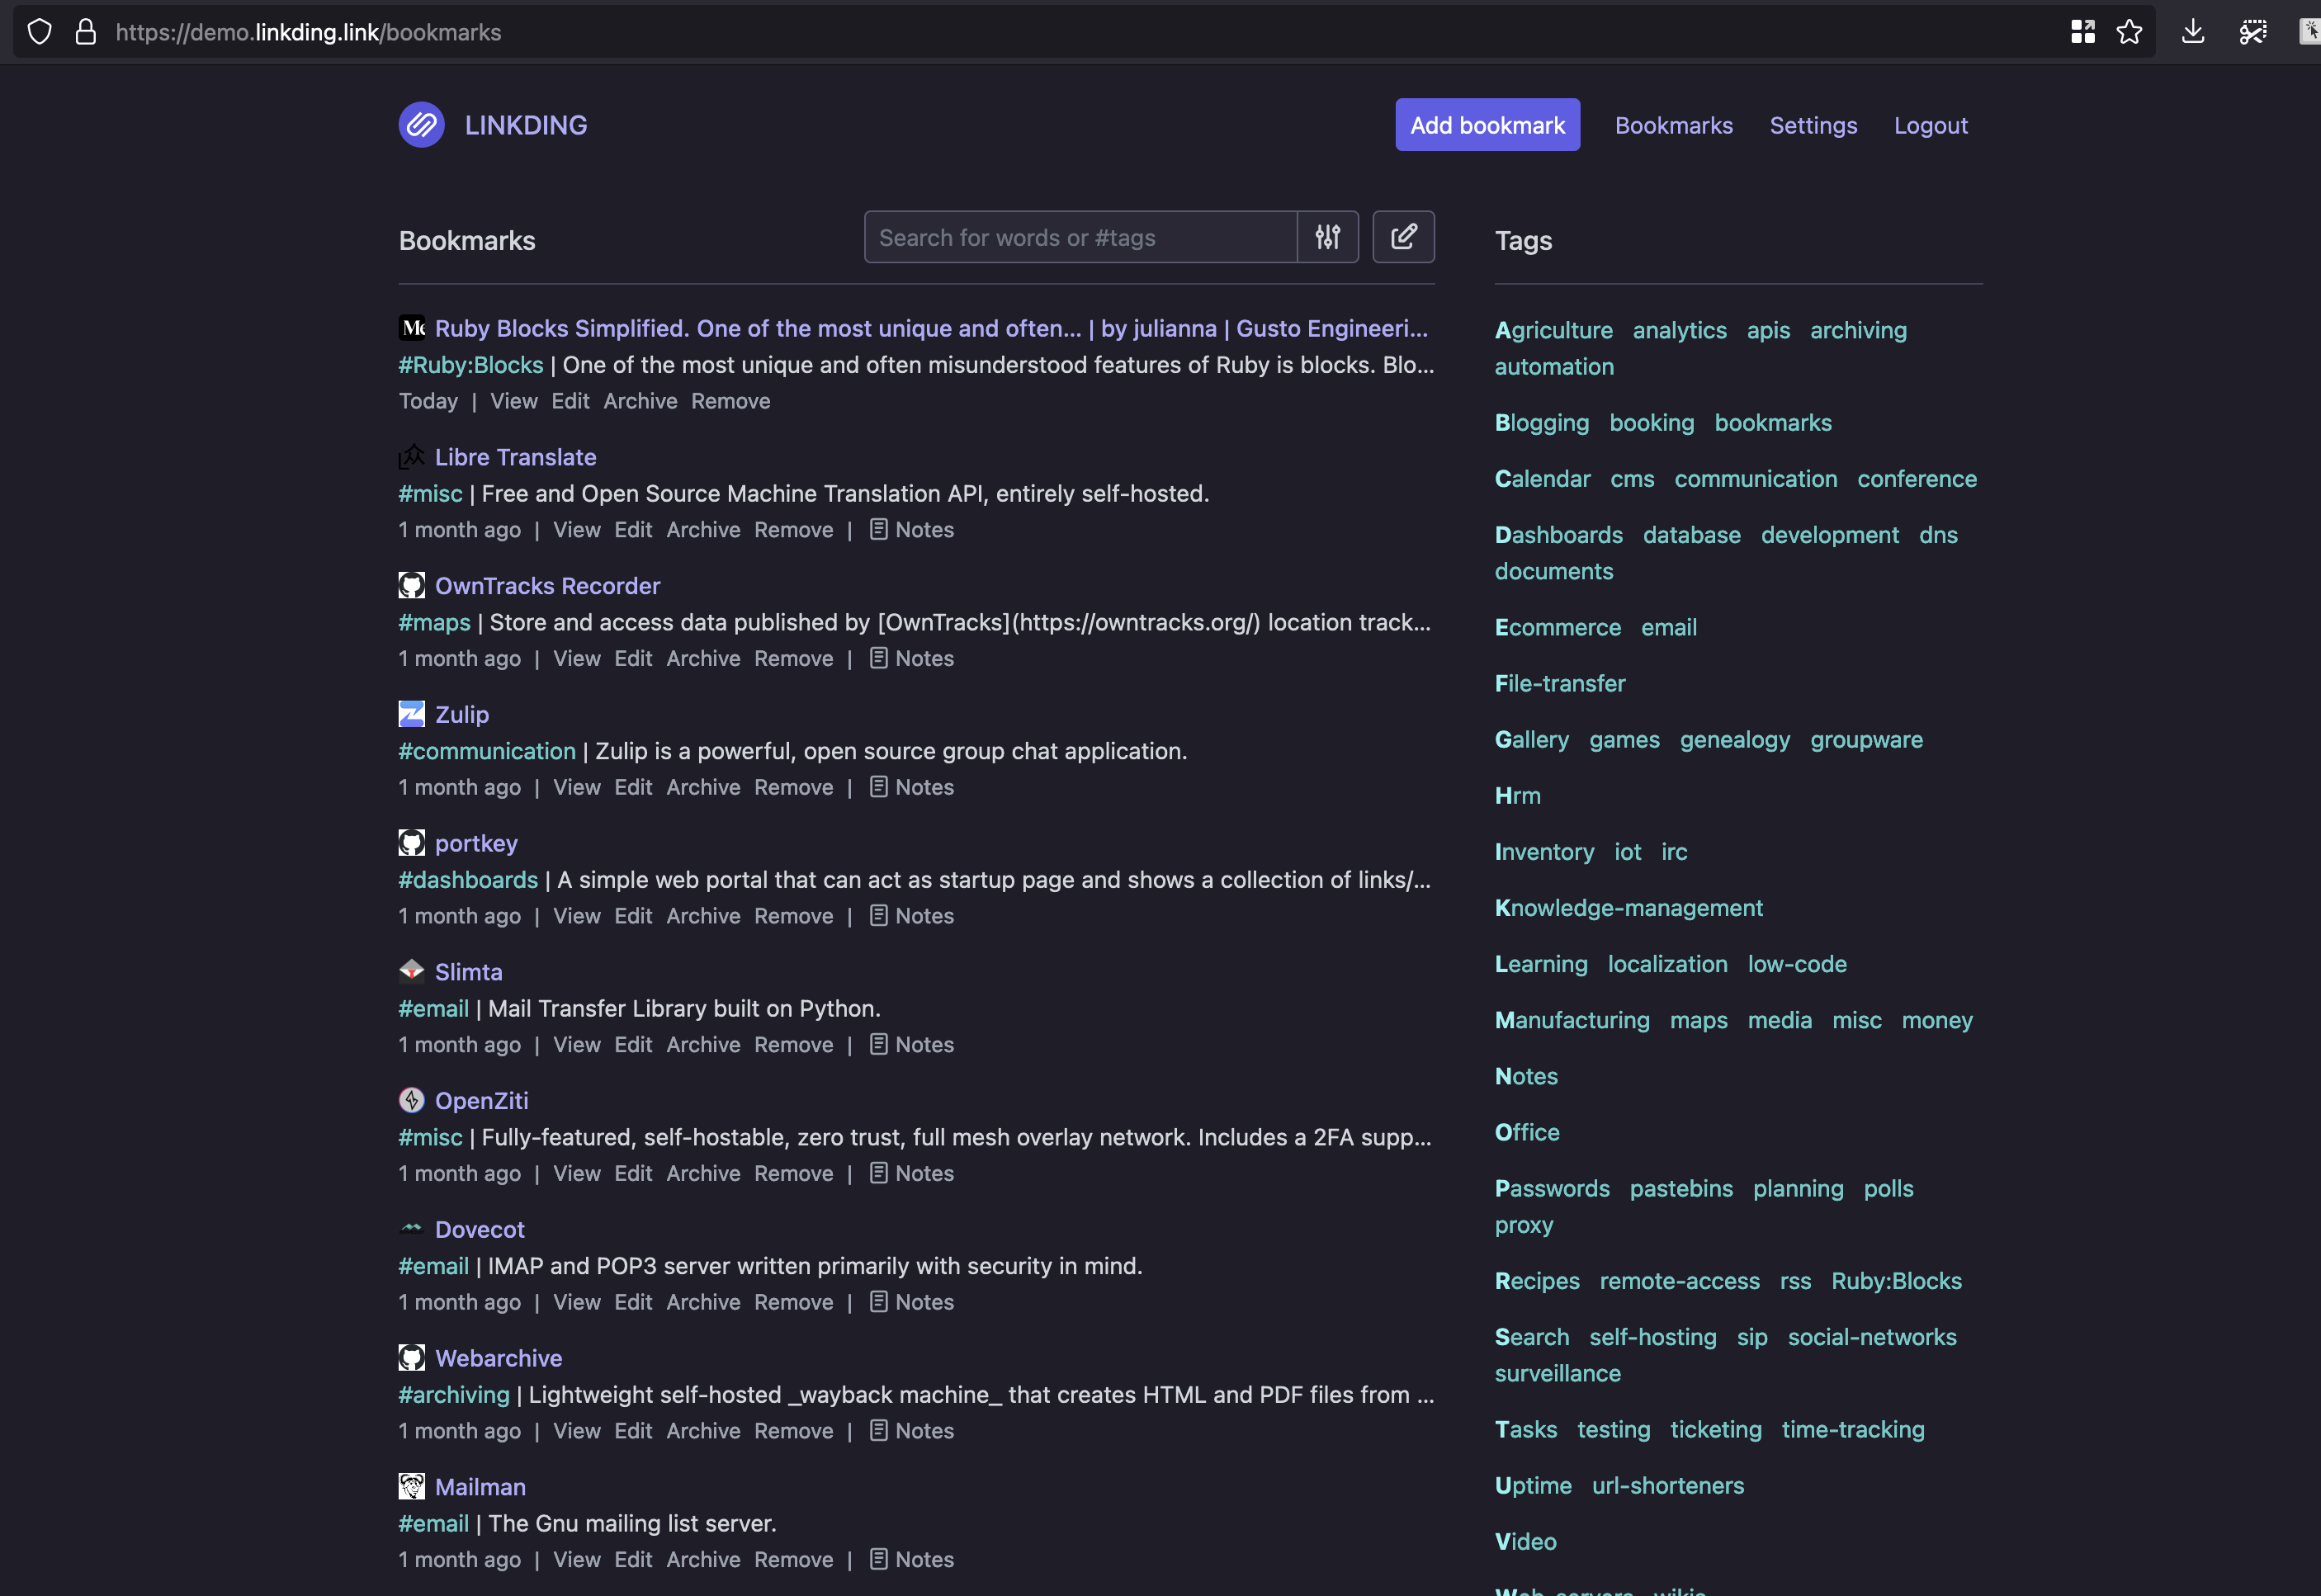 https://demo.linkding.link/bookmarks
LINKDING
Add bookmark Bookmarks Settings Logout
Bookmarks
Search for words or #tags
Ruby Blocks Simplified. One of the most unique and often… | by julianna | Gusto Engineeri…
#Ruby:Blocks | One of the most unique and often misunderstood features of Ruby is blocks. Blo…
Today | View Edit Archive Remove
Libre Translate
#misc | Free and Open Source Machine Translation API, entirely self-hosted.
1 month ago | View Edit Archive Remove | Notes
OwnTracks Recorder
#maps | Store and access data published by [OwnTracks](https://owntracks.org/) location track…
1 month ago | View Edit Archive Remove | Notes
Zulip
#communication | Zulip is a powerful, open source group chat application.
1 month ago | View Edit Archive Remove | Notes
portkey
#dashboards | A simple web portal that can act as startup page and shows a collection of links/…
1 month ago | View Edit Archive Remove | Notes
Slimta
#email | Mail Transfer Library built on Python.
1 month ago | View Edit Archive Remove | Notes
OpenZiti
#misc | Fully-featured, self-hostable, zero trust, full mesh overlay network. Includes a 2FA supp…
1 month ago | View Edit Archive Remove | Notes
Dovecot
#email | IMAP and POP3 server written primarily with security in mind.
1 month ago | View Edit Archive Remove | Notes
Webarchive
#archiving | Lightweight self-hosted _wayback machine_ that creates HTML and PDF files from …
1 month ago | View Edit Archive Remove | Notes
Mailman
#email | The Gnu mailing list server.
1 month ago | View Edit Archive Remove | Notes
Tags
Agriculture analytics apis archiving
automation
Blogging booking bookmarks
Calendar cms communication conference
Dashboards database development dns
documents
Ecommerce email
File-transfer
Gallery games genealogy groupware
Hrm
Inventory iot irc
Knowledge-management
Learning localization low-code
Manufacturing maps media misc money
Notes
Office
Passwords pastebins planning polls
proxy
Recipes remote-access rss Ruby:Blocks
Search self-hosting sip social-networks
surveillance
Tasks testing ticketing time-tracking
Uptime url-shorteners
Video